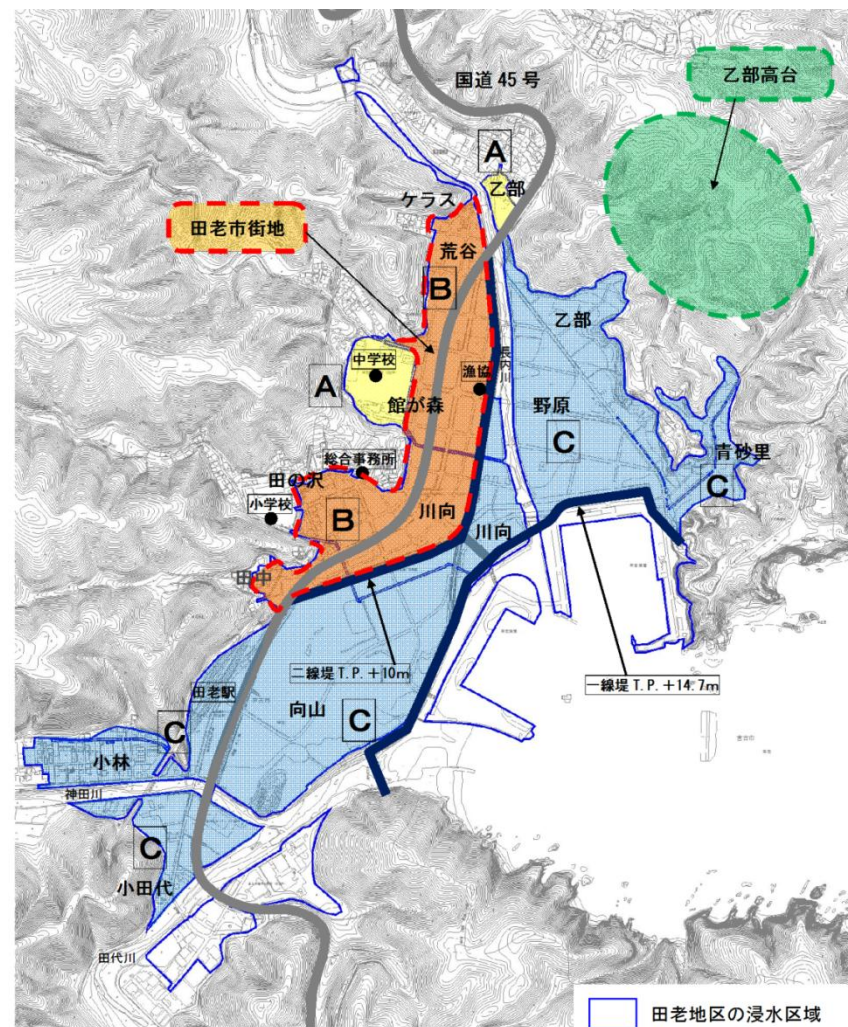 国道45号
乙部高台
A
乙部
ケラス
田老市街地
荒谷
B
乙部
中学校
A
漁協
長内川
館が森
野原
C
青砂里
C
総合事務所
田の沢
小学校
B
川向
川向
田中
二線堤T.P.+10m
一線堤T.P.+14.7m
田老駅
向山
C
C
小林
神田川
C
小田代
田代川
田老地区の浸水区域